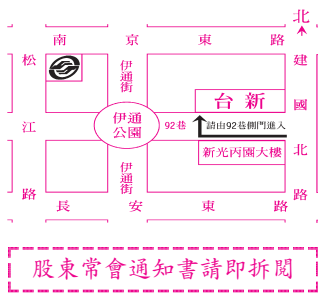 北
南京東路
松江路
建國北路
伊通街
台新
伊通
公園
92巷
請由92巷側門進入
新光丙園大樓
伊通街
長安東路
股東常會通知書請即拆閱